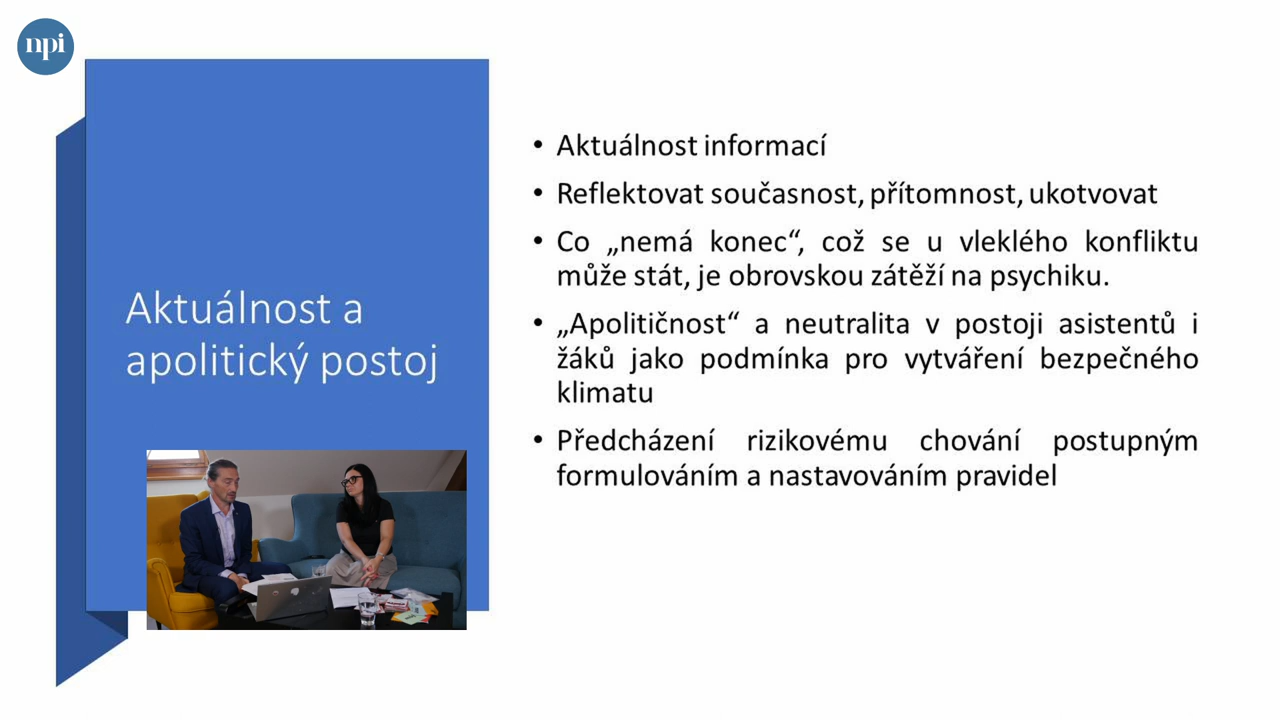 npi
Aktuálnost a
apolitický postoj
• Aktuálnost informací
• Reflektovat současnost, přítomnost, ukotvovat
• Co „nemá konec“, což se u vleklého konfliktu
může stát, je obrovskou zátěží na psychiku.
• „Apolitičnost“ a neutralita v postoji asistentů i
žáků jako podmínka pro vytváření bezpečného
klimatu
• Předcházení rizikovému chování postupným
formulováním a nastavováním pravidel